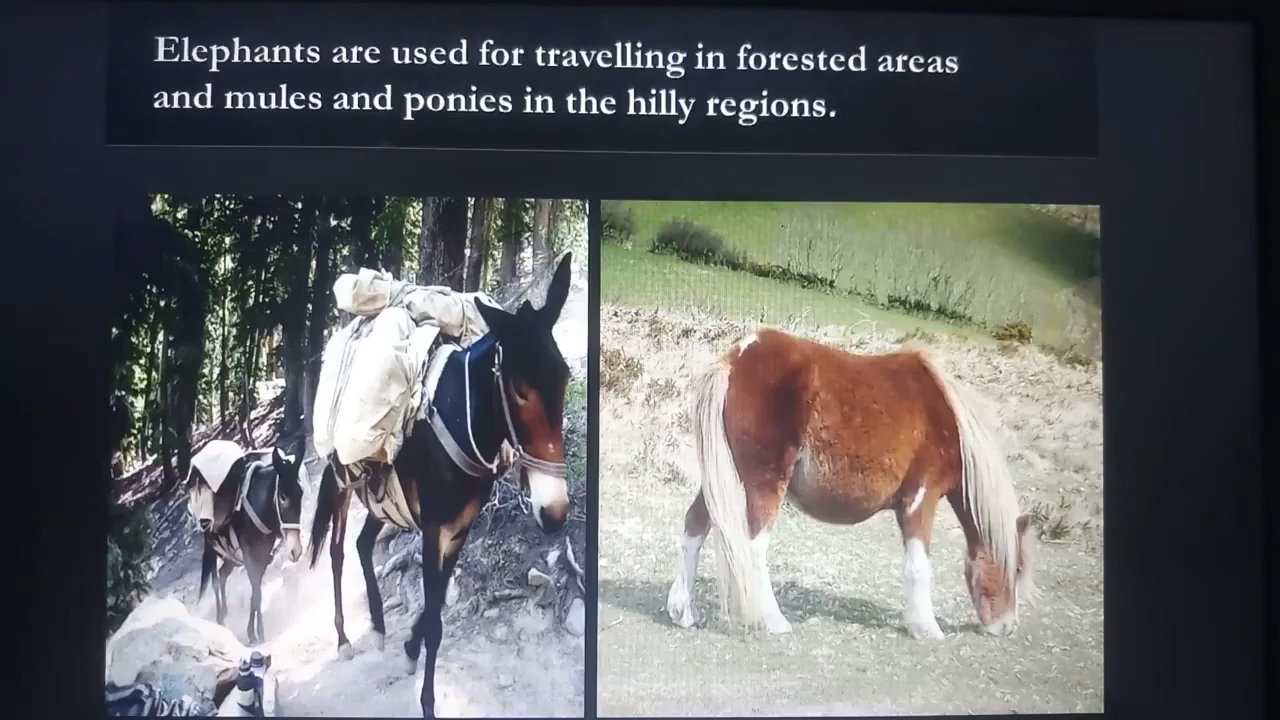 Elephants are used for travelling in forested areas
and mules and ponies in the hilly regions.